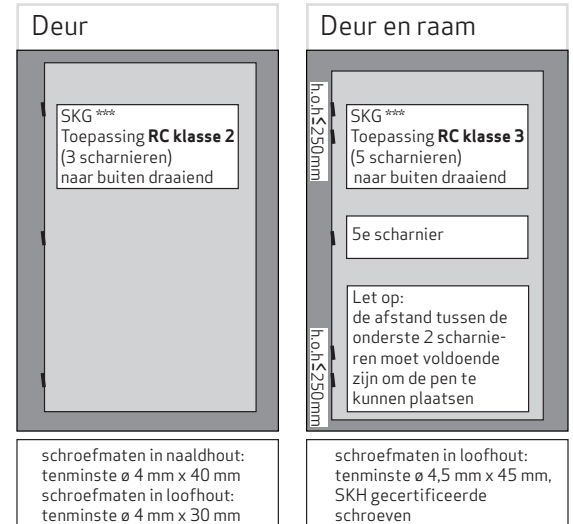 Deur
SKG ***
Toepassing RC klasse 2
(3 scharnieren)
naar buiten draaiend
schroefmaten in naaldhout:
tenminste ø 4 mm x 40 mm
schroefmaten in loofhout:
tenminste ø 4 mm x 30 mm
Deur en raam
h.o.h≤250mm
SKG ***
Toepassing RC klasse 3
(5 scharnieren)
naar buiten draaiend
5e scharnier
Let op:
de afstand tussen de
onderste 2 scharnie-
ren moet voldoende
zijn om de pen te
kunnen plaatsen
h.o.h≤250mm
schroefmaten in loofhout:
tenminste ø 4,5 mm x 45 mm,
SKH gecertificeerde
schroeven